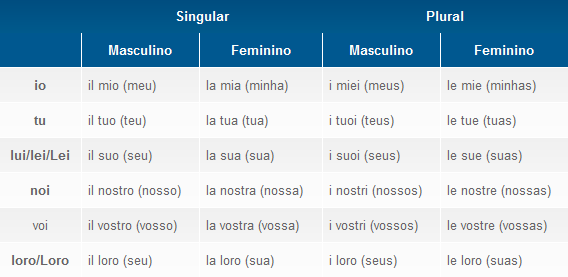 Singular Plural
Masculino Feminino Masculino Feminino
io il mio (meu) la mia (minha) i miei (meus) le mie (minhas)
tu il tuo (teu) la tua (tua) i tuoi (teus) le tue (tuas)
lui/lei/Lei il suo (seu) la sua (sua) i suoi (seus) le sue (suas)
noi il nostro (nosso) la nostra (nossa) i nostri (nossos) le nostre (nossas)
voi il vostro (vosso) la vostra (vossa) i vostri (vossos) le vostre (vossas)
loro/Loro il loro (seu) la loro (sua) i loro (seus) le loro (suas)